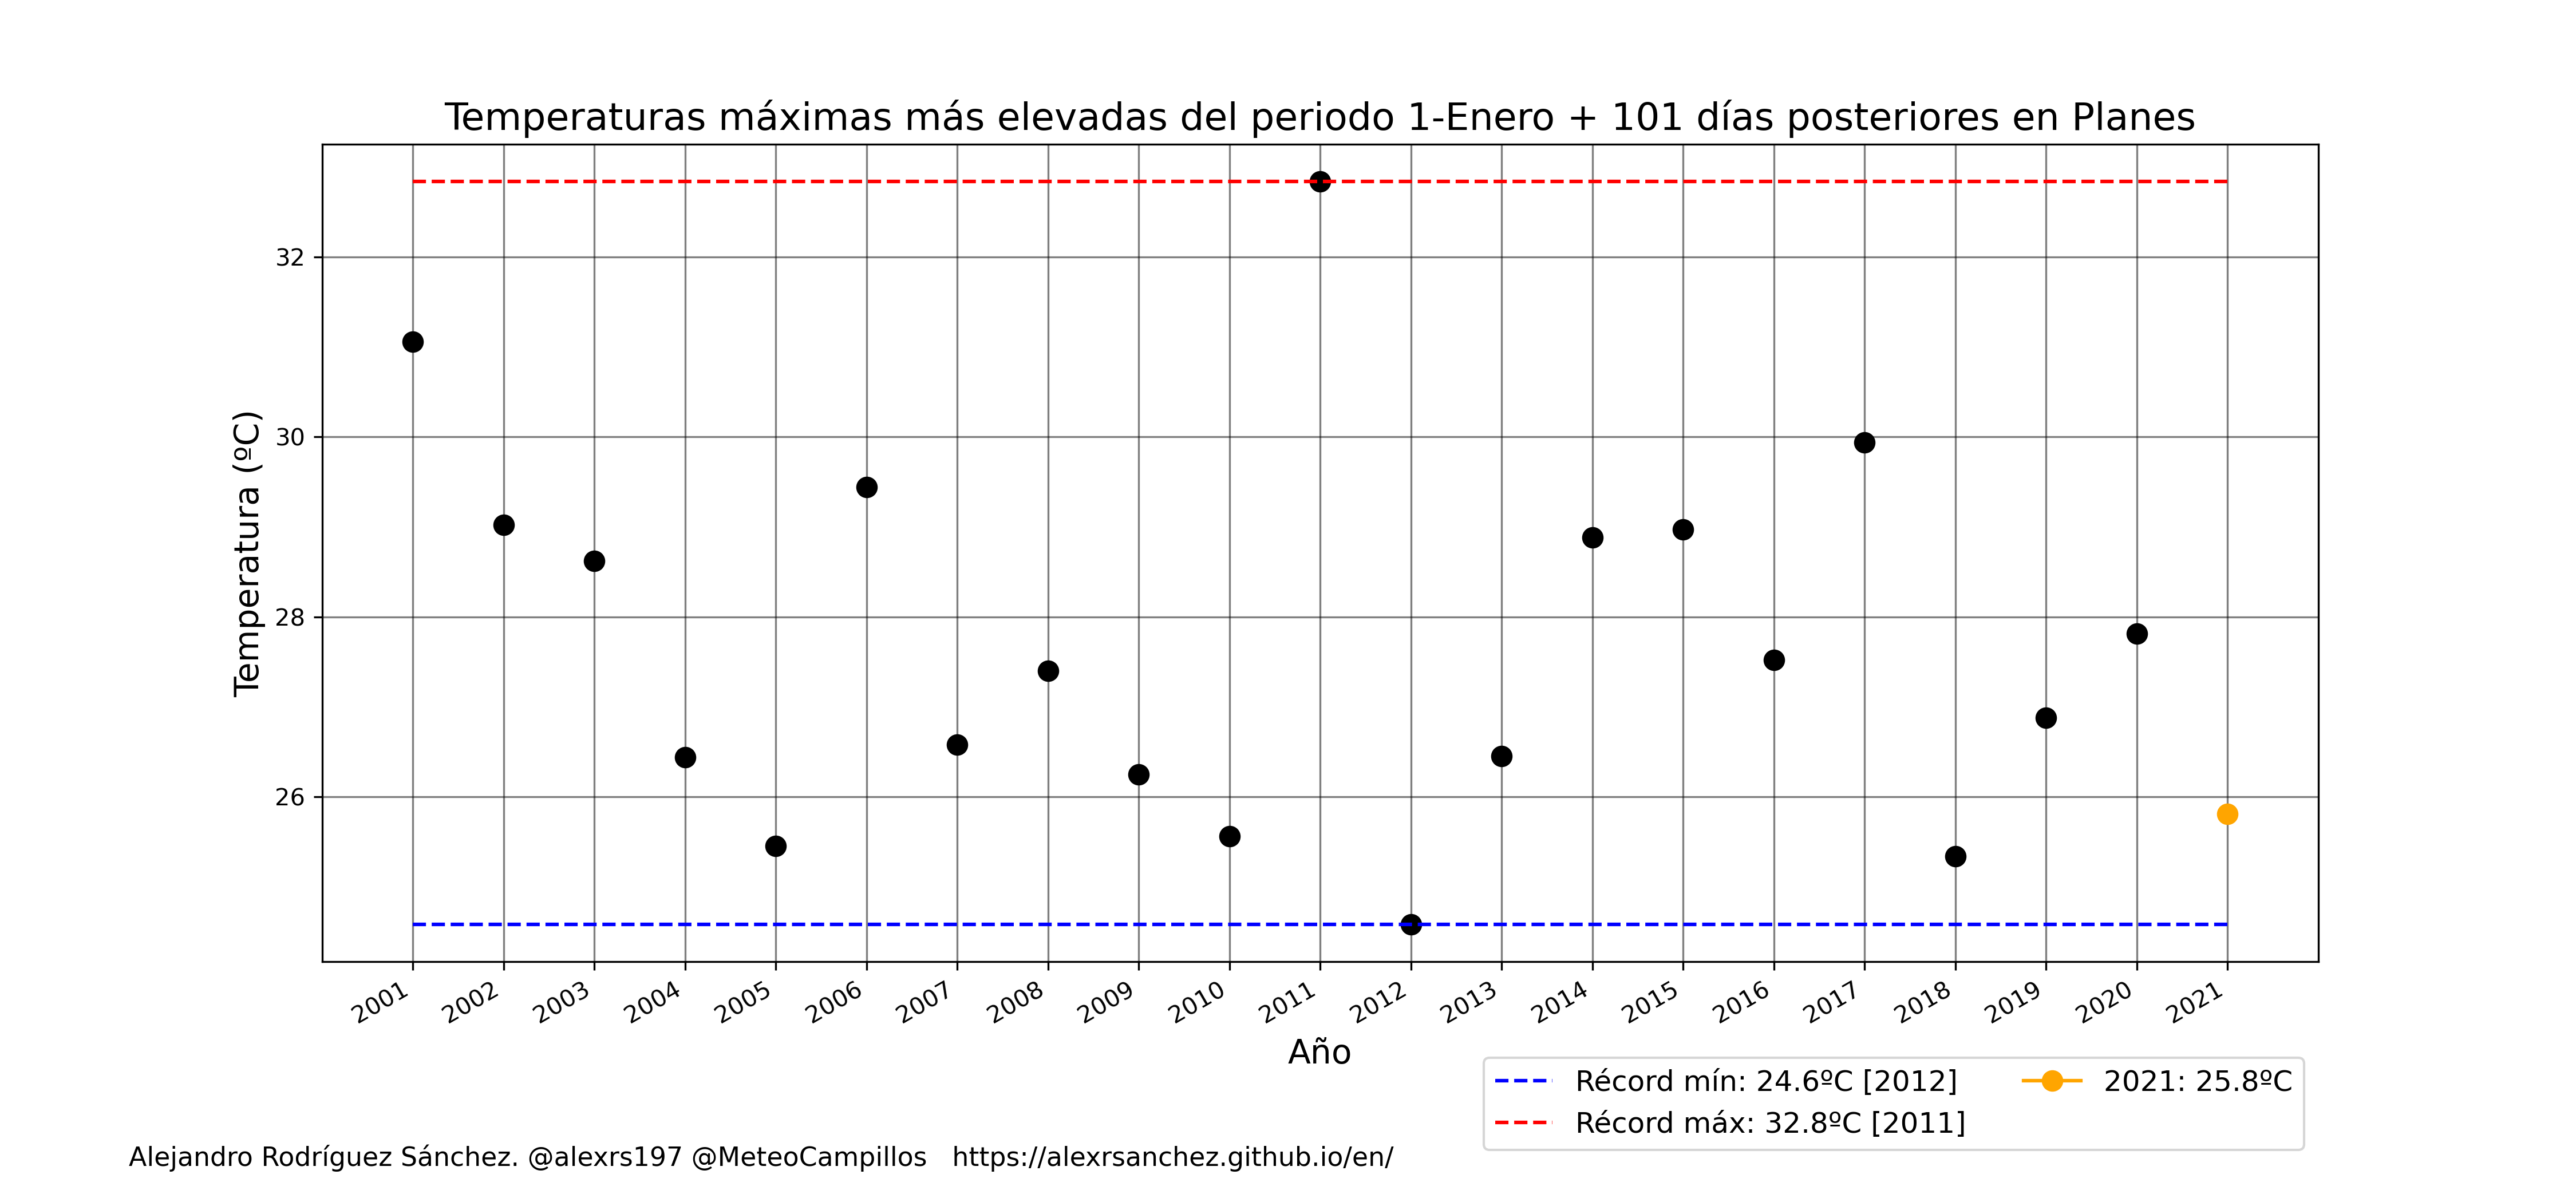 Temperaturas máximas más elevadas del periodo 1-Enero + 101 días posteriores en Planes
Temperatura (ºC)
32
30
28
26
2001 2002 2003 2004 2005 2006 2007 2008 2009 2010 2011 2012 2013 2014 2015 2016 2017 2018 2019 2020 2021
Año
Récord mín: 24.6ºC [2012]
Récord máx: 32.8ºC [2011]
2021: 25.8ºC
Alejandro Rodríguez Sánchez. @alexrs197 @MeteoCampillos https://alexrsanchez.github.io/en/